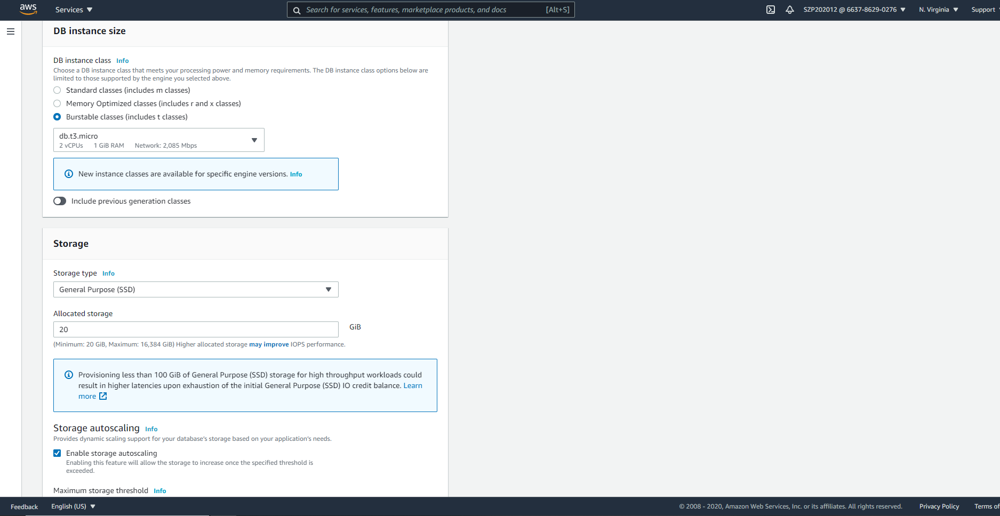 aws
Services
Search for services, features, marketplace products, and docs [Alt+S]
SZP202012 @ 6637-8629-0276
N. Virginia
Support
DB instance size
DB instance class Info
Choose a DB instance class that meets your processing power and memory requirements. The DB instance class options below are
limited to those supported by the engine you selected above.
Standard classes (includes m classes)
Memory Optimized classes (includes r and x classes)
Burstable classes (includes t classes)
db.t3.micro
2 vCPUs 1 GiB RAM Network: 2,085 Mbps
New instance classes are available for specific engine versions. Info
Include previous generation classes
Storage
Storage type Info
General Purpose (SSD)
Allocated storage
20 GiB
(Minimum: 20 GiB, Maximum: 16,384 GiB) Higher allocated storage may improve IOPS performance.
Provisioning less than 100 GiB of General Purpose (SSD) storage for high throughput workloads could
result in higher latencies upon exhaustion of the initial General Purpose (SSD) IO credit balance. Learn
more
Storage autoscaling Info
Provides dynamic scaling support for your database's storage based on your application's needs.
Enable storage autoscaling
Enabling this feature will allow the storage to increase once the specified threshold is
exceeded.
Maximum storage threshold Info
Feedback
English (US)
© 2008 - 2020, Amazon Web Services, Inc. or its affiliates. All rights reserved.
Privacy Policy
Terms of